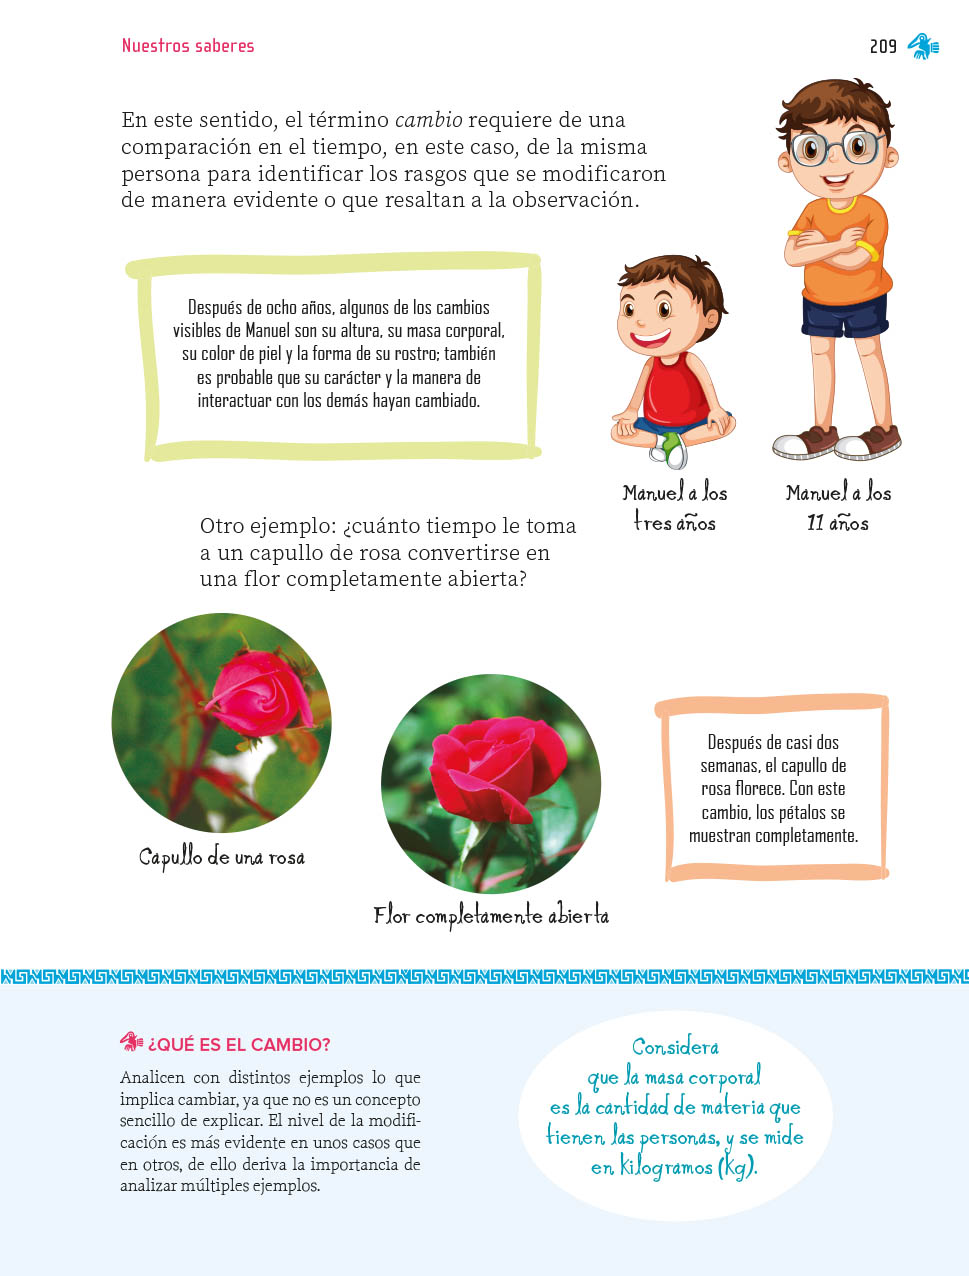 Nuestros saberes
209
En este sentido, el término cambio requiere de una
comparación en el tiempo, en este caso, de la misma
persona para identificar los rasgos que se modificaron
de manera evidente o que resaltan a la observación.
Después de ocho años, algunos de los cambios
visibles de Manuel son su altura, su masa corporal,
su color de piel y la forma de su rostro; también
es probable que su carácter y la manera de
interactuar con los demás hayan cambiado.
Manuel a los
tres años
Manuel a los
11 años
Otro ejemplo: ¿cuánto tiempo le toma
a un capullo de rosa convertirse en
una flor completamente abierta?
Capullo de una rosa
Flor completamente abierta
Después de casi dos
semanas, el capullo de
rosa florece. Con este
cambio, los pétalos se
muestran completamente.
¿QUÉ ES EL CAMBIO?
Analicen con distintos ejemplos lo que
implica cambiar, ya que no es un concepto
sencillo de explicar. El nivel de la modifi-
cación es más evidente en unos casos que
en otros, de ello deriva la importancia de
analizar múltiples ejemplos.
Considera
que la masa corporal
es la cantidad de materia que
tienen las personas, y se mide
en kilogramos (kg).